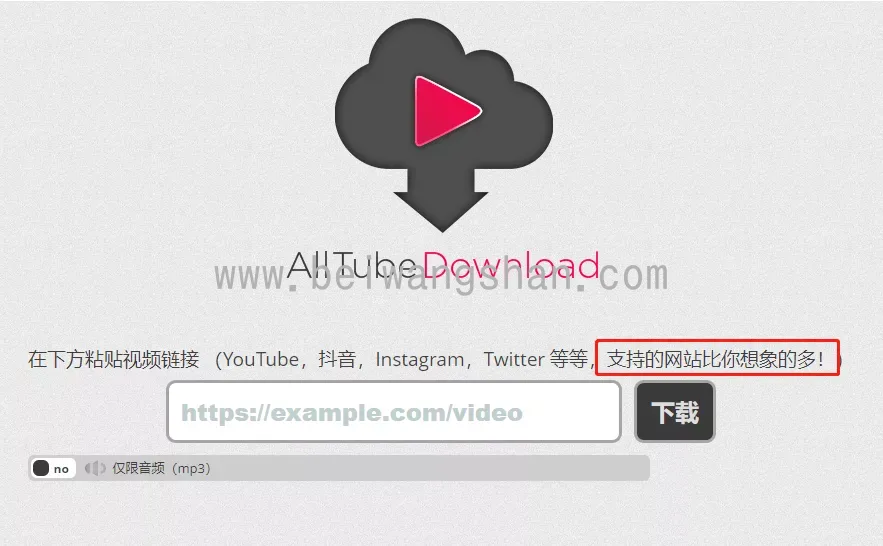 AllTube Download
www.beiwangshan.com
在下方粘贴视频链接 （YouTube，抖音，Instagram，Twitter 等等，支持的网站比你想象的多！）
https://example.com/video
下载
no
仅限音频（mp3）